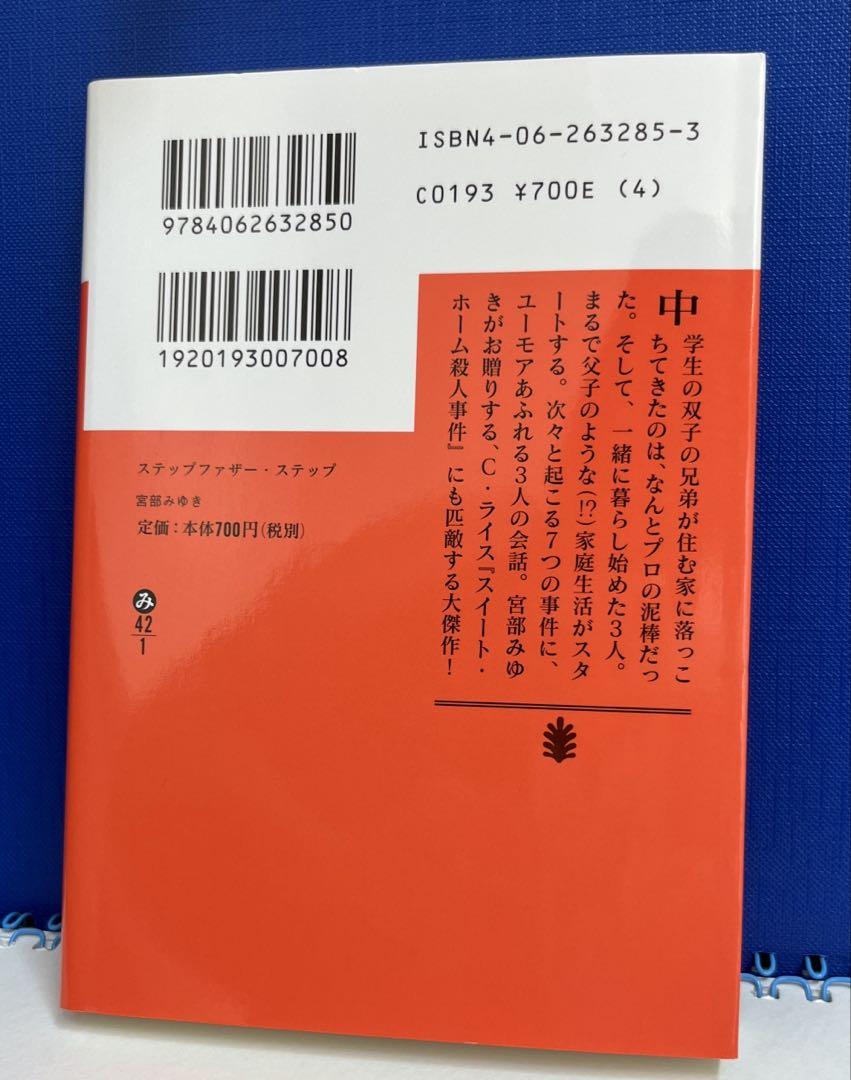 ISBN4-06-263285-3
C0193 ¥700E (4)
9784062632850
1920193007008
中学生の双子の兄弟が住む家に落っこ
ちてきたのは、なんとプロの泥棒だっ
た。そして、一緒に暮らし始めた3人。
まるで父子のような(!?)家庭生活がスタ
ートする。次々と起こる7つの事件に、
ユーモアあふれる3人の会話。宮部みゆ
きがお贈りする、C・ライス『スイート・
ホーム殺人事件』にも匹敵する大傑作!
ステップファザー・ステップ
宮部みゆき
定価:本体700円(税別)
み
42
1